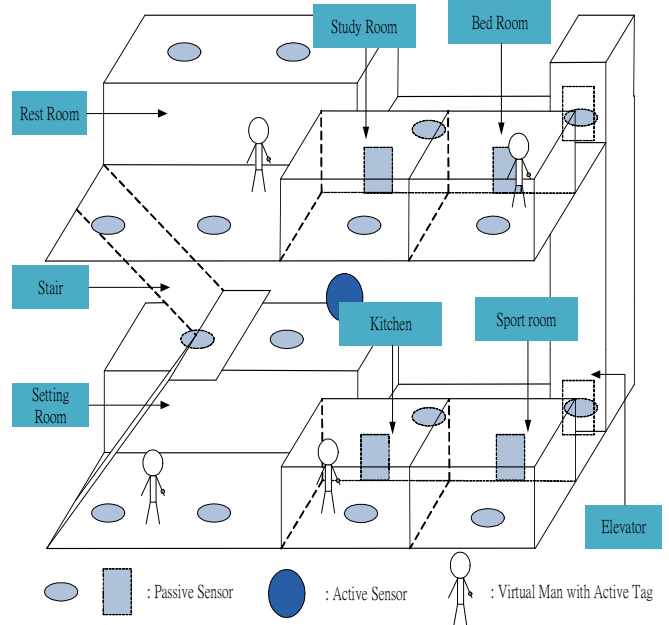 Study Room
Bed Room
Rest Room
Stair
Kitchen
Sport room
Setting
Room
Elevator
: Passive Sensor
: Active Sensor
: Virtual Man with Active Tag